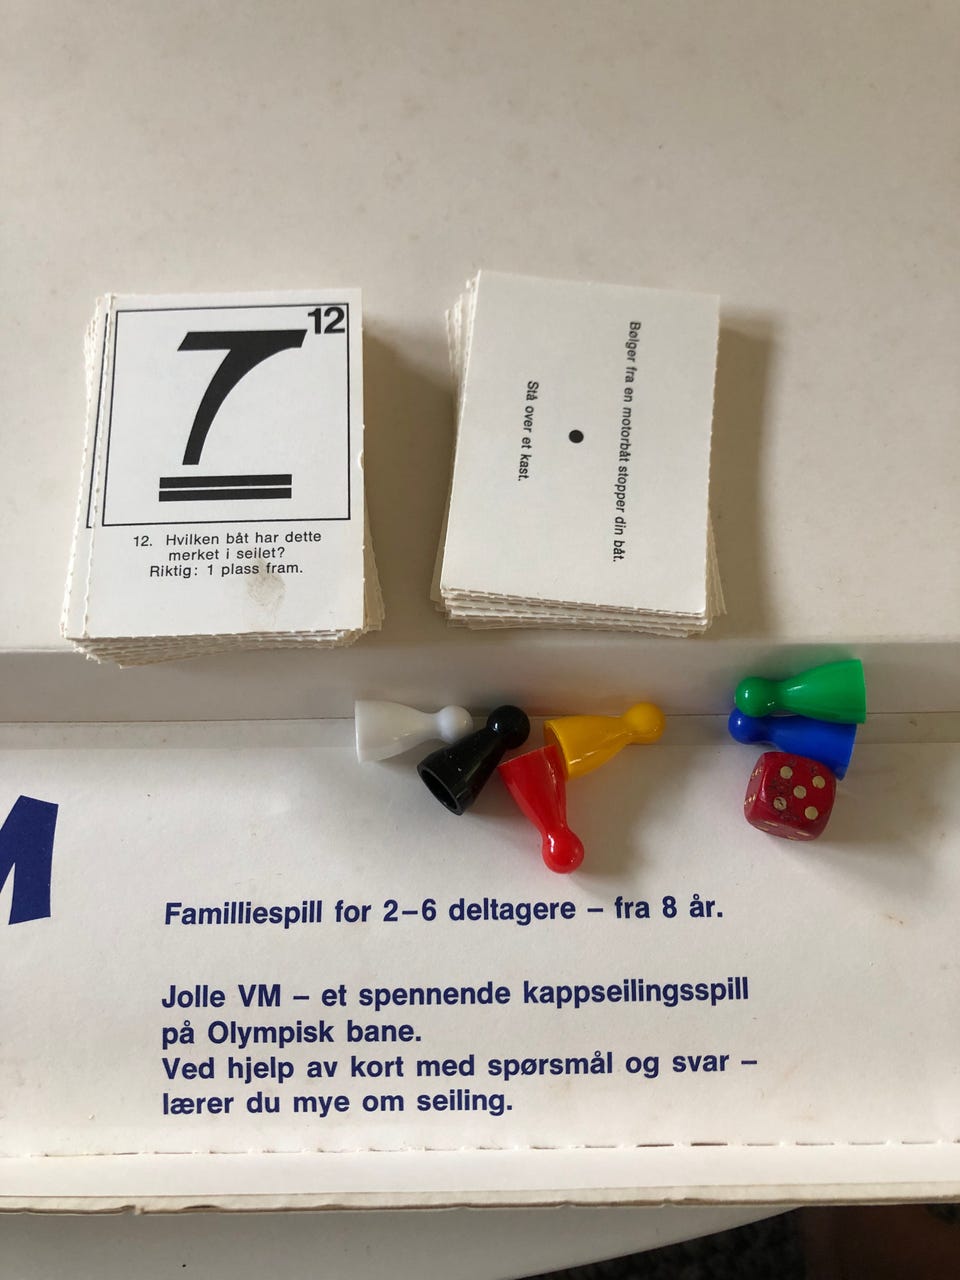 12
7
12. Hvilken båt har dette
merket i seilet?
Riktig: 1 plass fram.
Bølger fra en motorbåt stopper din båt.
Stå over et kast.
M
Familliespill for 2–6 deltagere – fra 8 år.
Jolle VM – et spennende kappseilingsspill
på Olympisk bane.
Ved hjelp av kort med spørsmål og svar –
lærer du mye om seiling.